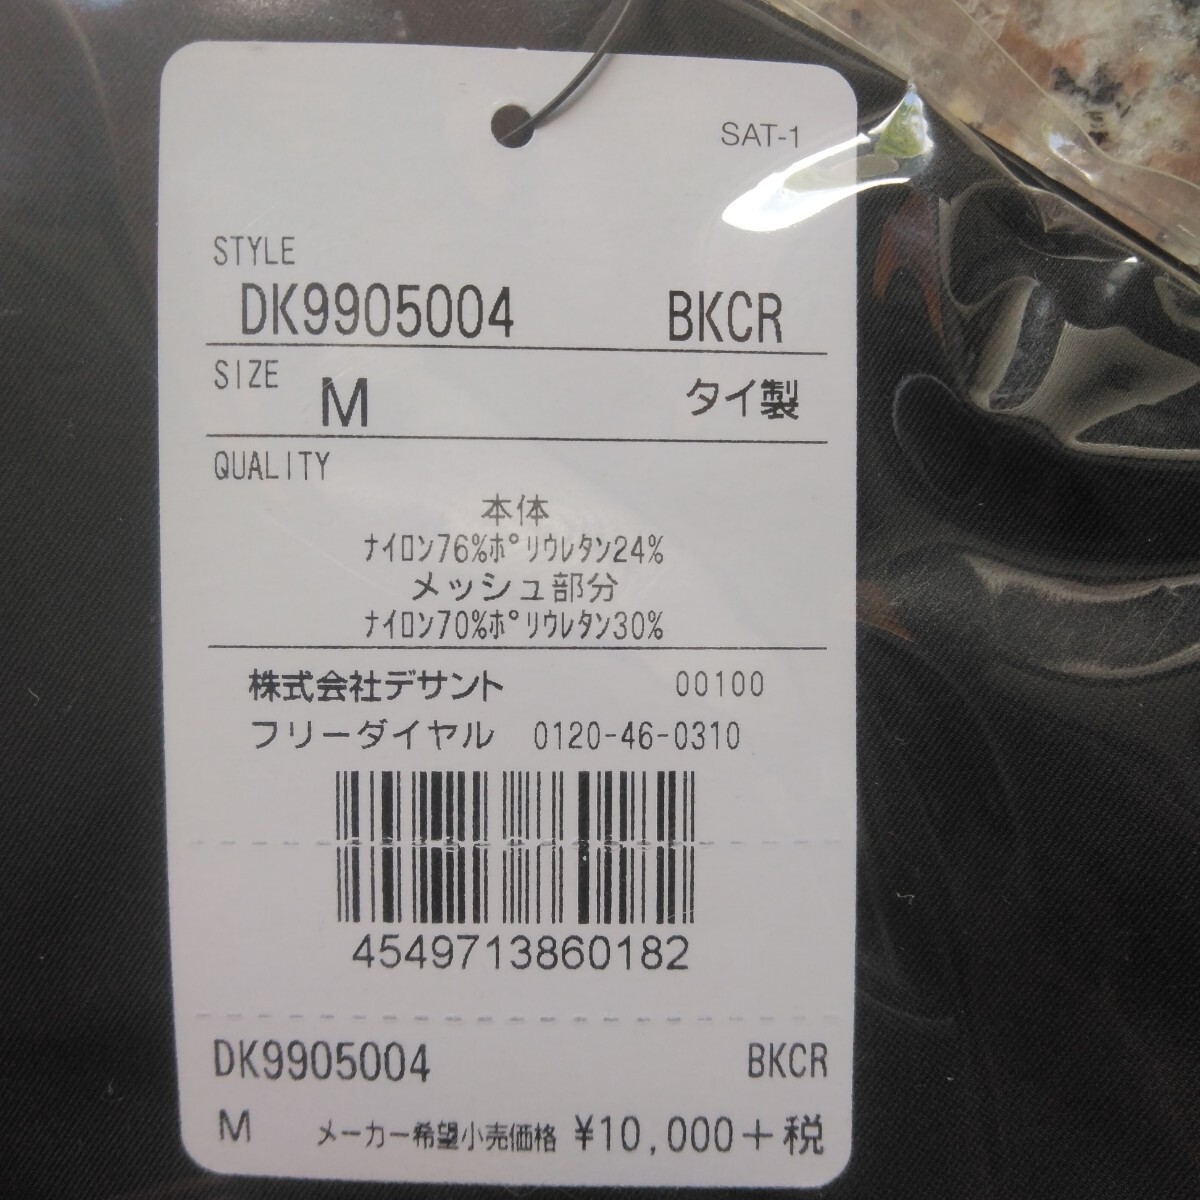 SAT-1
STYLE
DK9905004 BKCR
SIZE M タイ製
QUALITY
本体
ﾅｲﾛﾝ76%ﾎﾟﾘｳﾚﾀﾝ24%
メッシュ部分
ﾅｲﾛﾝ70%ﾎﾟﾘｳﾚﾀﾝ30%
株式会社デサント 00100
フリーダイヤル 0120-46-0310
4549713860182
DK9905004 BKCR
M メーカー希望小売価格 ¥10,000+税